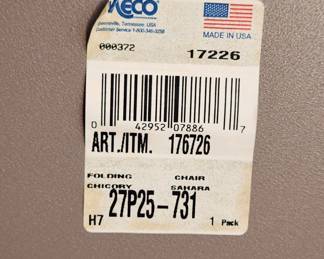 MECO
Greeneville, Tennessee USA
Customer Service 1-800-346-3256
MADE IN USA
000372
17226
0 42952 07886 7
ART./ITM. 176726
FOLDING CHAIR
CHICORY SAHARA
27P25-731
H7
1 Pack